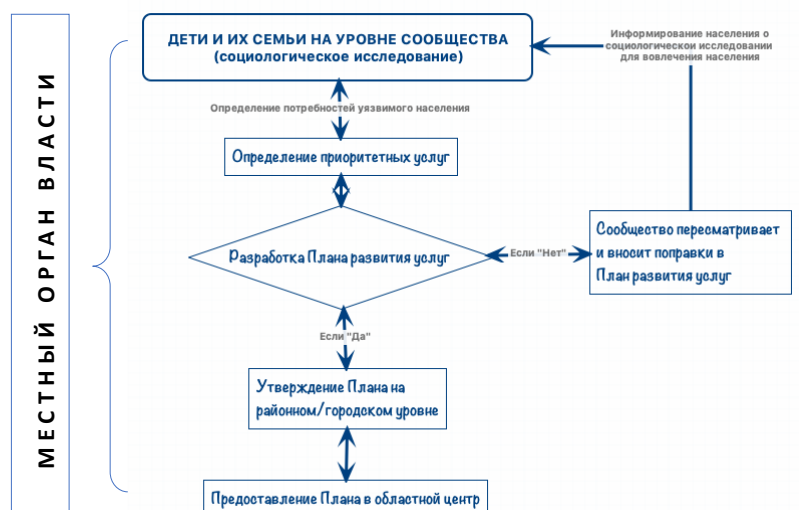 МЕСТНЫЙ ОРГАН ВЛАСТИ
ДЕТИ И ИХ СЕМЬИ НА УРОВНЕ СООБЩЕСТВА
(социологическое исследование)
Информирование населения о
социологическои исследовании
для вовлечения населения
Определение потребностей уязвимого населения
Определение приоритетных услуг
Разработка Плана развития услуг
Если "Нет"
Сообщество пересматривает
и вносит поправки в
План развития услуг
Если "Да"
Утверждение Плана на
районном/городском уровне
Предоставление Плана в областной центр